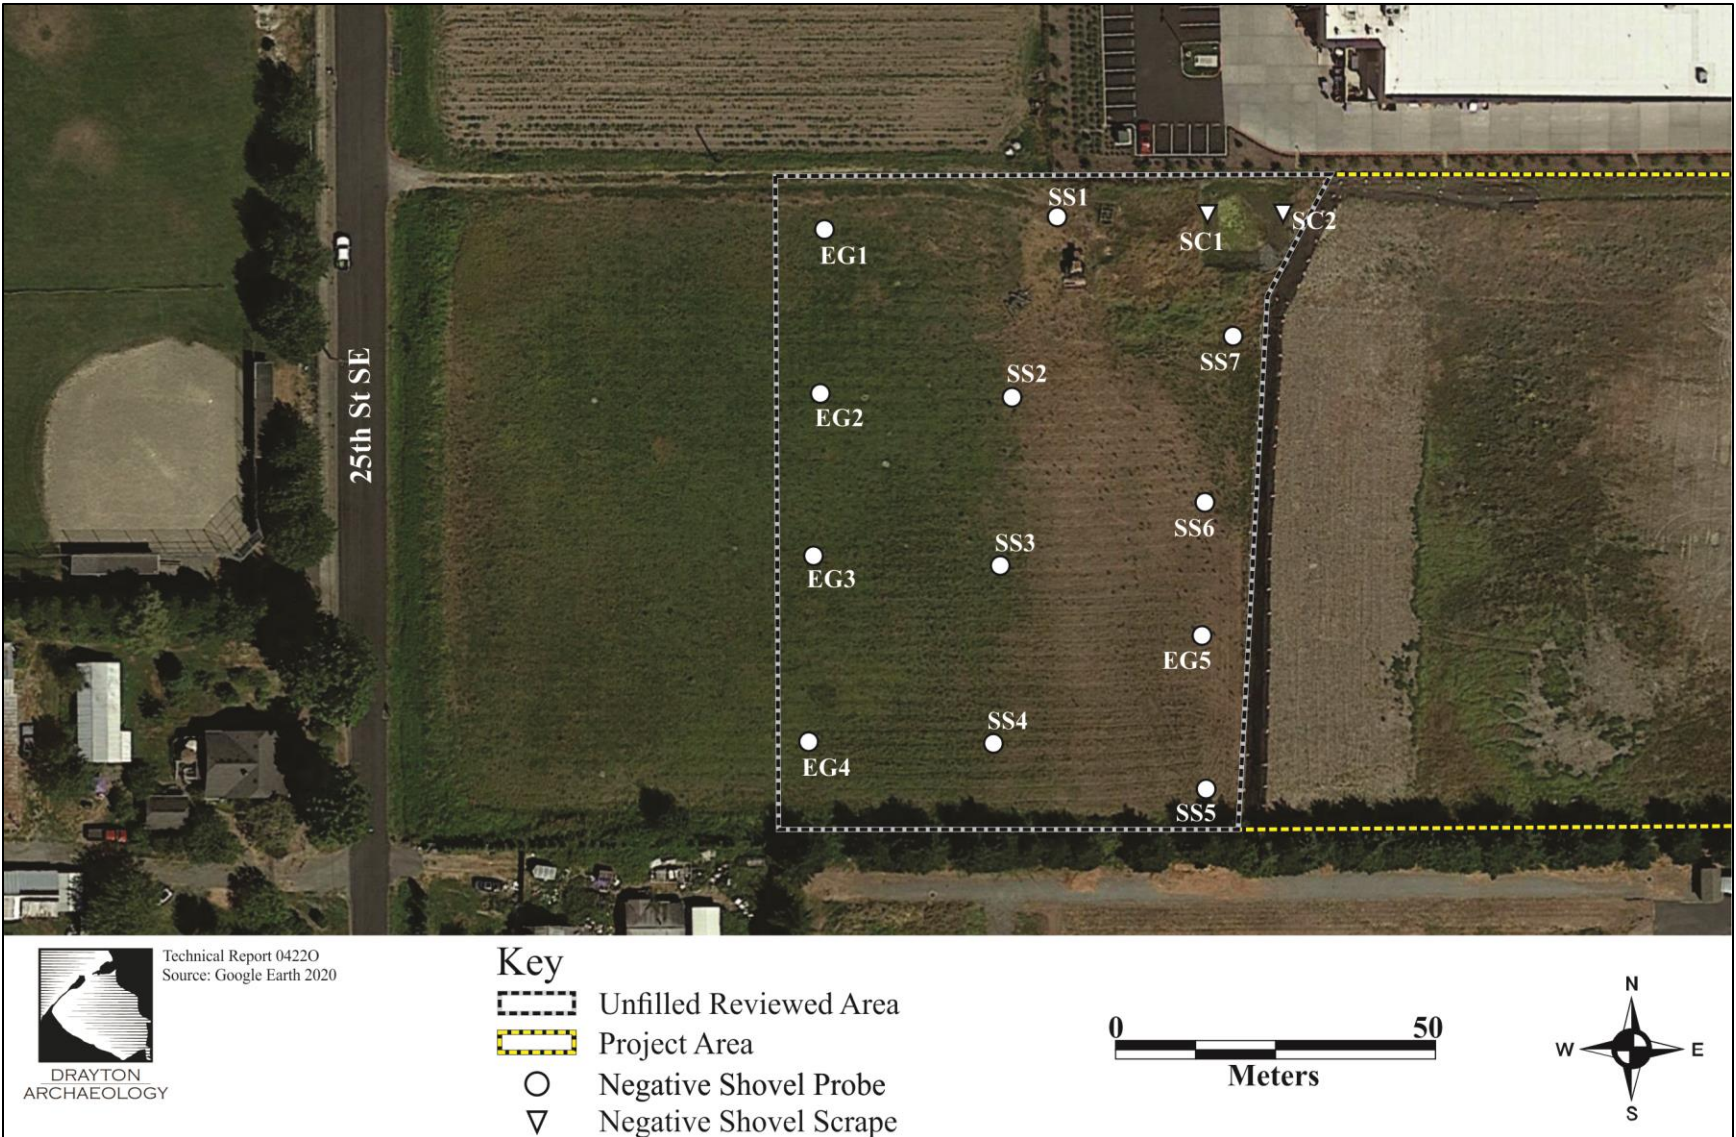 SS1
SC1
SC2
EG1
SS7
SS2
EG2
25th St SE
SS6
SS3
EG3
EG5
SS4
EG4
SS5
Technical Report 0422O
Source: Google Earth 2020
DRAYTON
ARCHAEOLOGY
Key
Unfilled Reviewed Area
Project Area
Negative Shovel Probe
Negative Shovel Scrape
0 50
Meters
N
W E
S